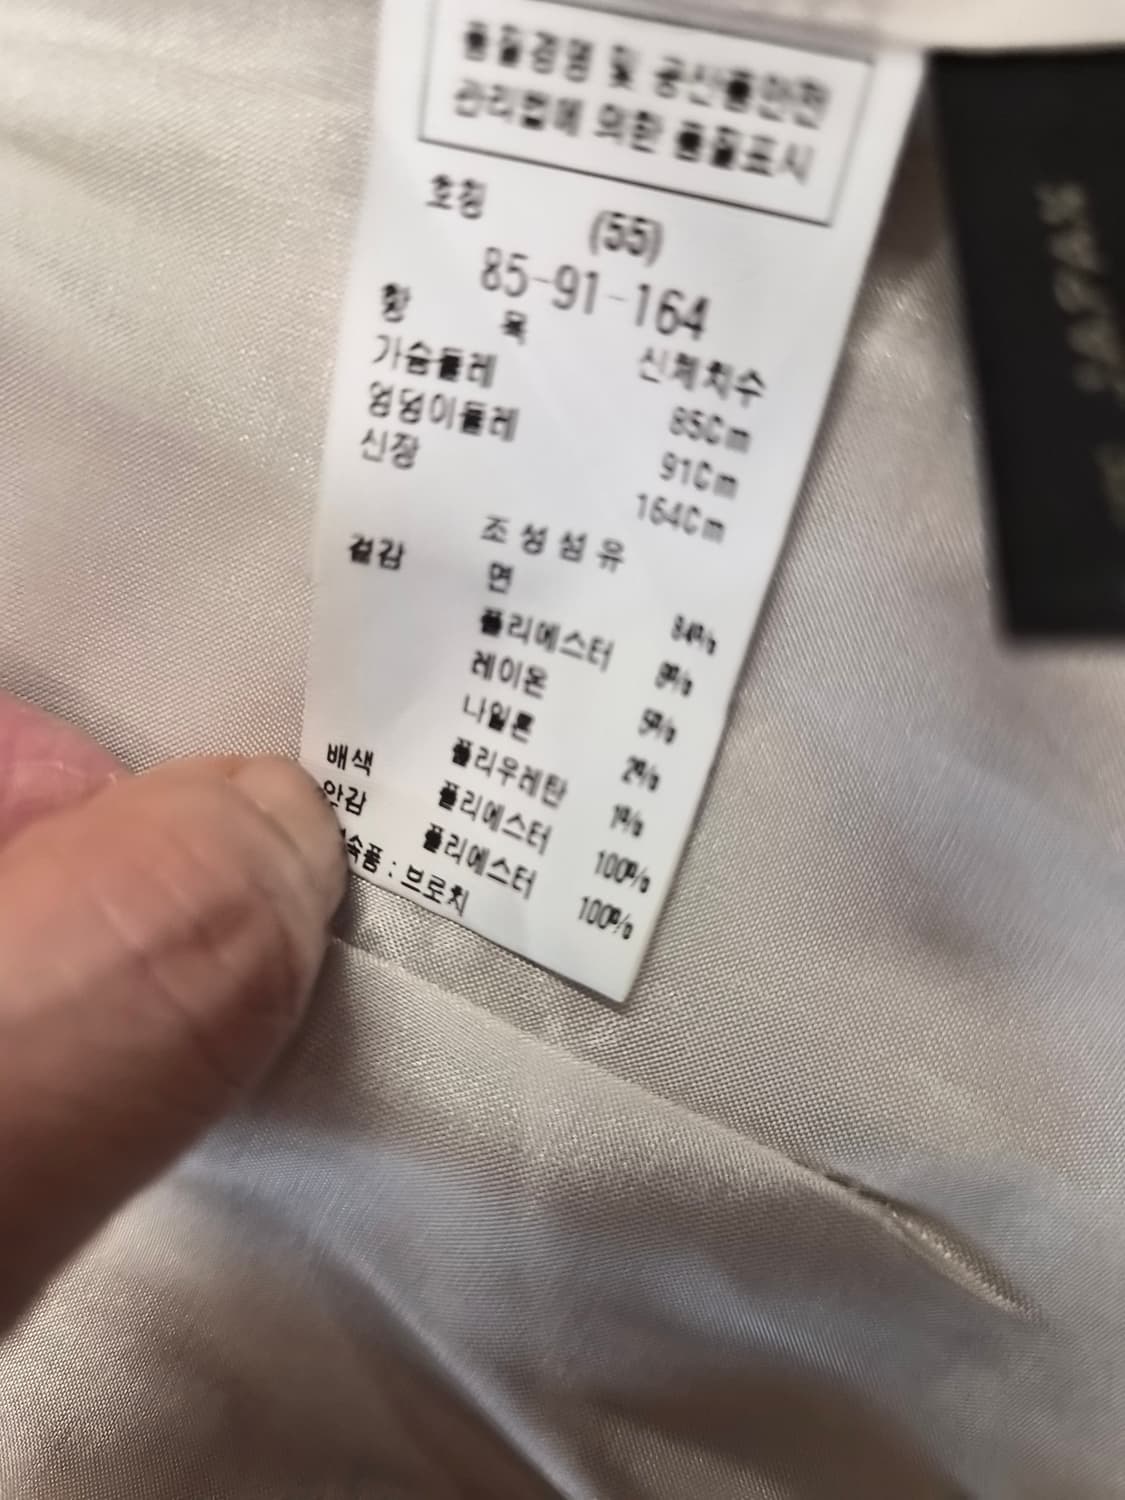 품질경영 및 공산품안전
관리법에 의한 품질표시
호칭 (55)
85-91-164
항 목 신체치수
가슴둘레 85Cm
엉덩이둘레 91Cm
신장 164Cm
조성섬유
겉감 면 84%
폴리에스터 8%
레이온 5%
나일론 2%
폴리우레탄 1%
배색 폴리에스터 100%
안감 폴리에스터 100%
속품 : 브로치